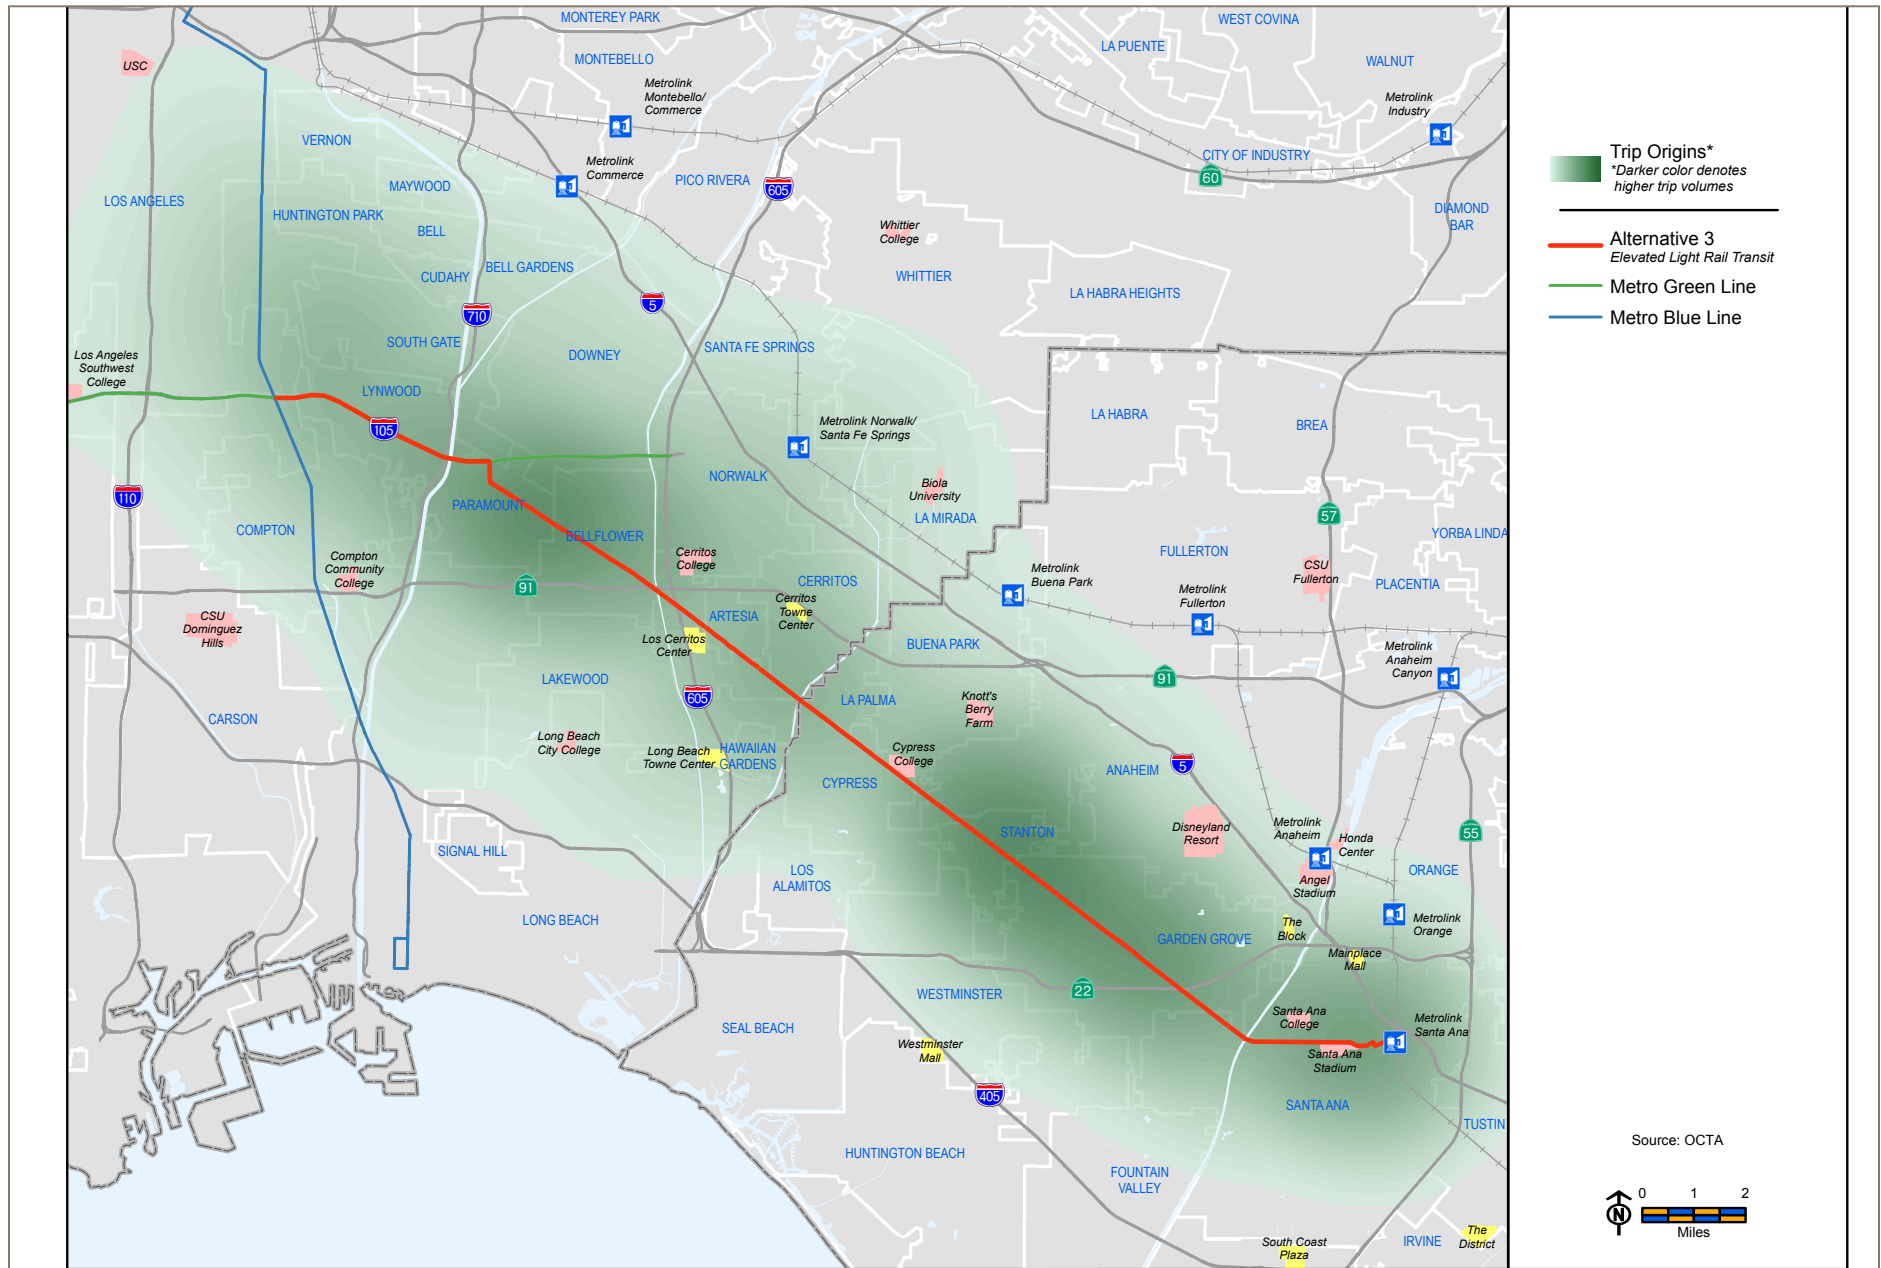 MONTEREY PARK
WEST COVINA
LA PUENTE
MONTEBELLO
WALNUT
USC
Metrolink
Montebello/
Commerce
Metrolink
Industry
VERNON
Metrolink
Commerce
CITY OF INDUSTRY
60
MAYWOOD
PICO RIVERA
605
LOS ANGELES
HUNTINGTON PARK
BELL
Whittier
College
DIAMOND
BAR
CUDAHY
BELL GARDENS
WHITTIER
LA HABRA HEIGHTS
710
5
SOUTH GATE
DOWNEY
SANTA FE SPRINGS
Los Angeles
Southwest
College
LYNWOOD
105
LA HABRA
BREA
Metrolink Norwalk/
Santa Fe Springs
NORWALK
110
PARAMOUNT
Biola
University
LA MIRADA
57
COMPTON
BELLFLOWER
YORBA LINDA
FULLERTON
Compton
Community
College
91
Cerritos
College
CERRITOS
Metrolink
Buena Park
CSU
Fullerton
PLACENTIA
Metrolink
Fullerton
CSU
Dominguez
Hills
ARTESIA
Cerritos
Towne
Center
Los Cerritos
Center
BUENA PARK
Metrolink
Anaheim
Canyon
91
LAKEWOOD
605
LA PALMA
Knott's
Berry
Farm
CARSON
Long Beach
City College
Long Beach
Towne Center
HAWAIIAN
GARDENS
Cypress
College
CYPRESS
ANAHEIM
5
STANTON
Disneyland
Resort
Metrolink
Anaheim
Honda
Center
55
SIGNAL HILL
LOS
ALAMITOS
Angel
Stadium
ORANGE
LONG BEACH
The
Block
Metrolink
Orange
GARDEN GROVE
Mainplace
Mall
22
WESTMINSTER
SEAL BEACH
Santa Ana
College
Metrolink
Santa Ana
Westminster
Mall
Santa Ana
Stadium
405
SANTA ANA
TUSTIN
HUNTINGTON BEACH
FOUNTAIN
VALLEY
South Coast
Plaza
IRVINE
The
District
Trip Origins*
*Darker color denotes
higher trip volumes
Alternative 3
Elevated Light Rail Transit
Metro Green Line
Metro Blue Line
Source: OCTA
N
0 1 2
Miles